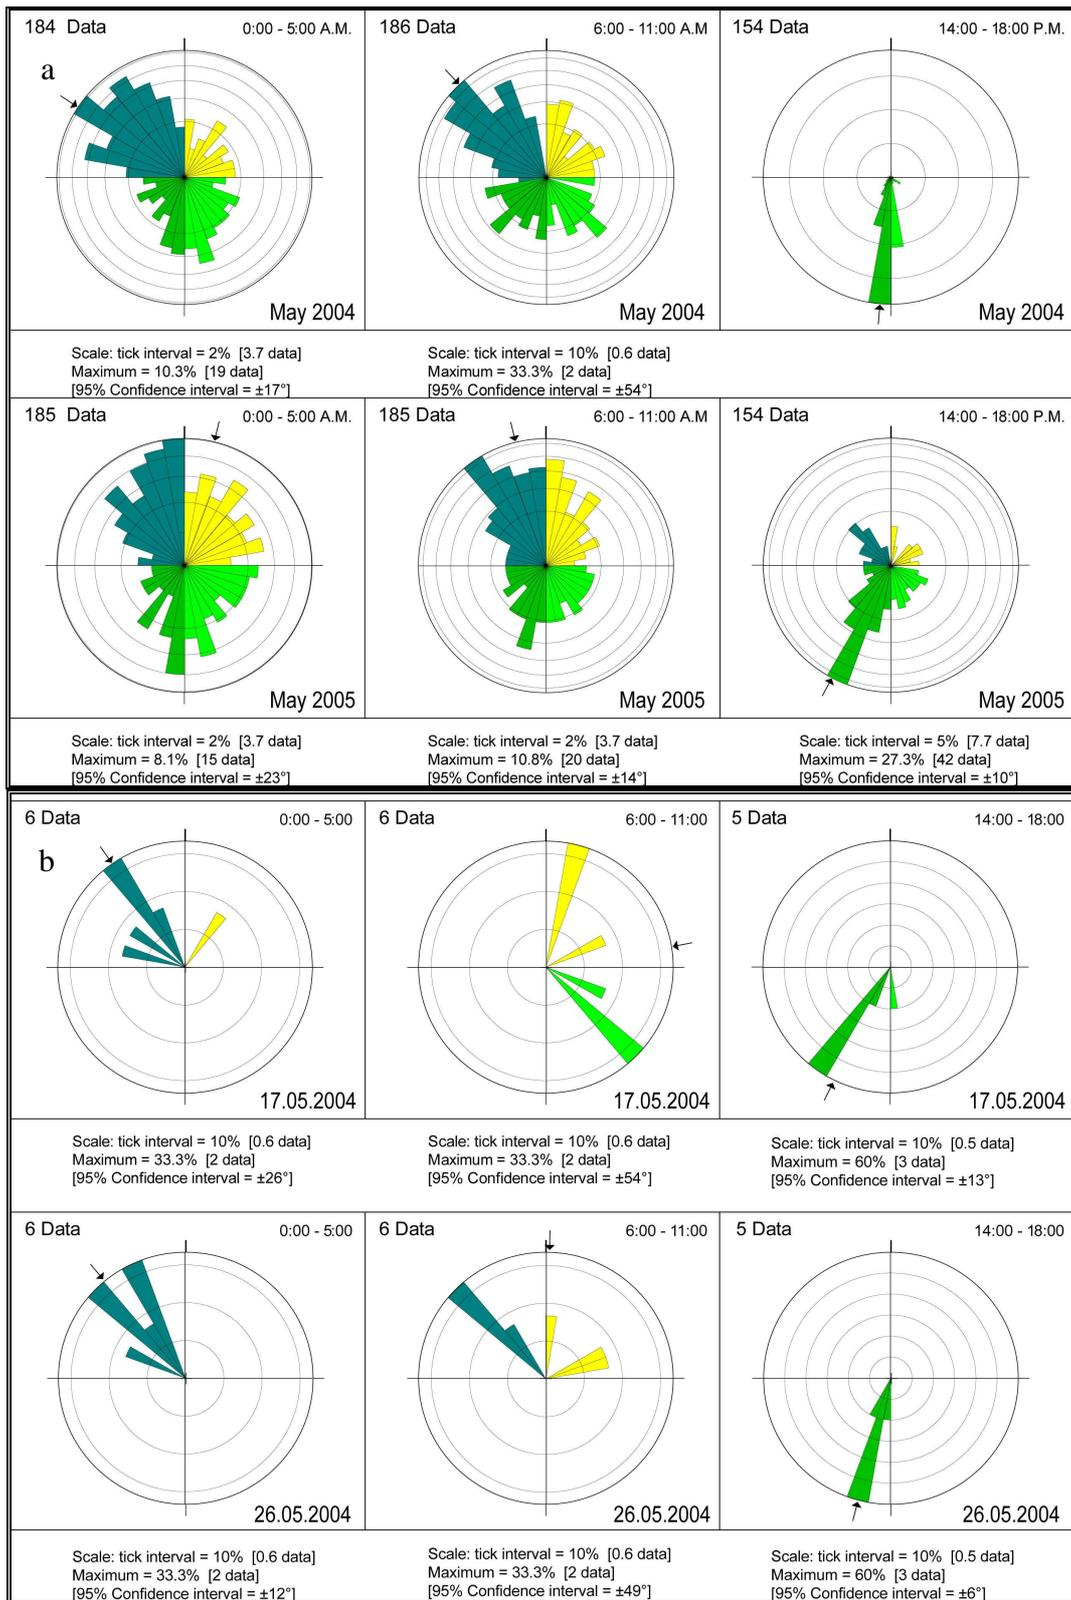 184 Data 0:00 - 5:00 A.M. 186 Data 6:00 - 11:00 A.M. 154 Data 14:00 - 18:00 P.M.
a
May 2004 May 2004 May 2004
Scale: tick interval = 2% [3.7 data] Scale: tick interval = 10% [0.6 data]
Maximum = 10.3% [19 data] Maximum = 33.3% [2 data]
[95% Confidence interval = ±17°] [95% Confidence interval = ±54°]
185 Data 0:00 - 5:00 A.M. 185 Data 6:00 - 11:00 A.M 154 Data 14:00 - 18:00 P.M.
May 2005 May 2005 May 2005
Scale: tick interval = 2% [3.7 data] Scale: tick interval = 2% [3.7 data] Scale: tick interval = 5% [7.7 data]
Maximum = 8.1% [15 data] Maximum = 10.8% [20 data] Maximum = 27.3% [42 data]
[95% Confidence interval = ±23°] [95% Confidence interval = ±14°] [95% Confidence interval = ±10°]
6 Data 0:00 - 5:00 6 Data 6:00 - 11:00 5 Data 14:00 - 18:00
b
17.05.2004 17.05.2004 17.05.2004
Scale: tick interval = 10% [0.6 data] Scale: tick interval = 10% [0.6 data] Scale: tick interval = 10% [0.5 data]
Maximum = 33.3% [2 data] Maximum = 33.3% [2 data] Maximum = 60% [3 data]
[95% Confidence interval = ±26°] [95% Confidence interval = ±54°] [95% Confidence interval = ±13°]
6 Data 0:00 - 5:00 6 Data 6:00 - 11:00 5 Data 14:00 - 18:00
26.05.2004 26.05.2004 26.05.2004
Scale: tick interval = 10% [0.6 data] Scale: tick interval = 10% [0.6 data] Scale: tick interval = 10% [0.5 data]
Maximum = 33.3% [2 data] Maximum = 33.3% [2 data] Maximum = 60% [3 data]
[95% Confidence interval = ±12°] [95% Confidence interval = ±49°] [95% Confidence interval = ±6°]